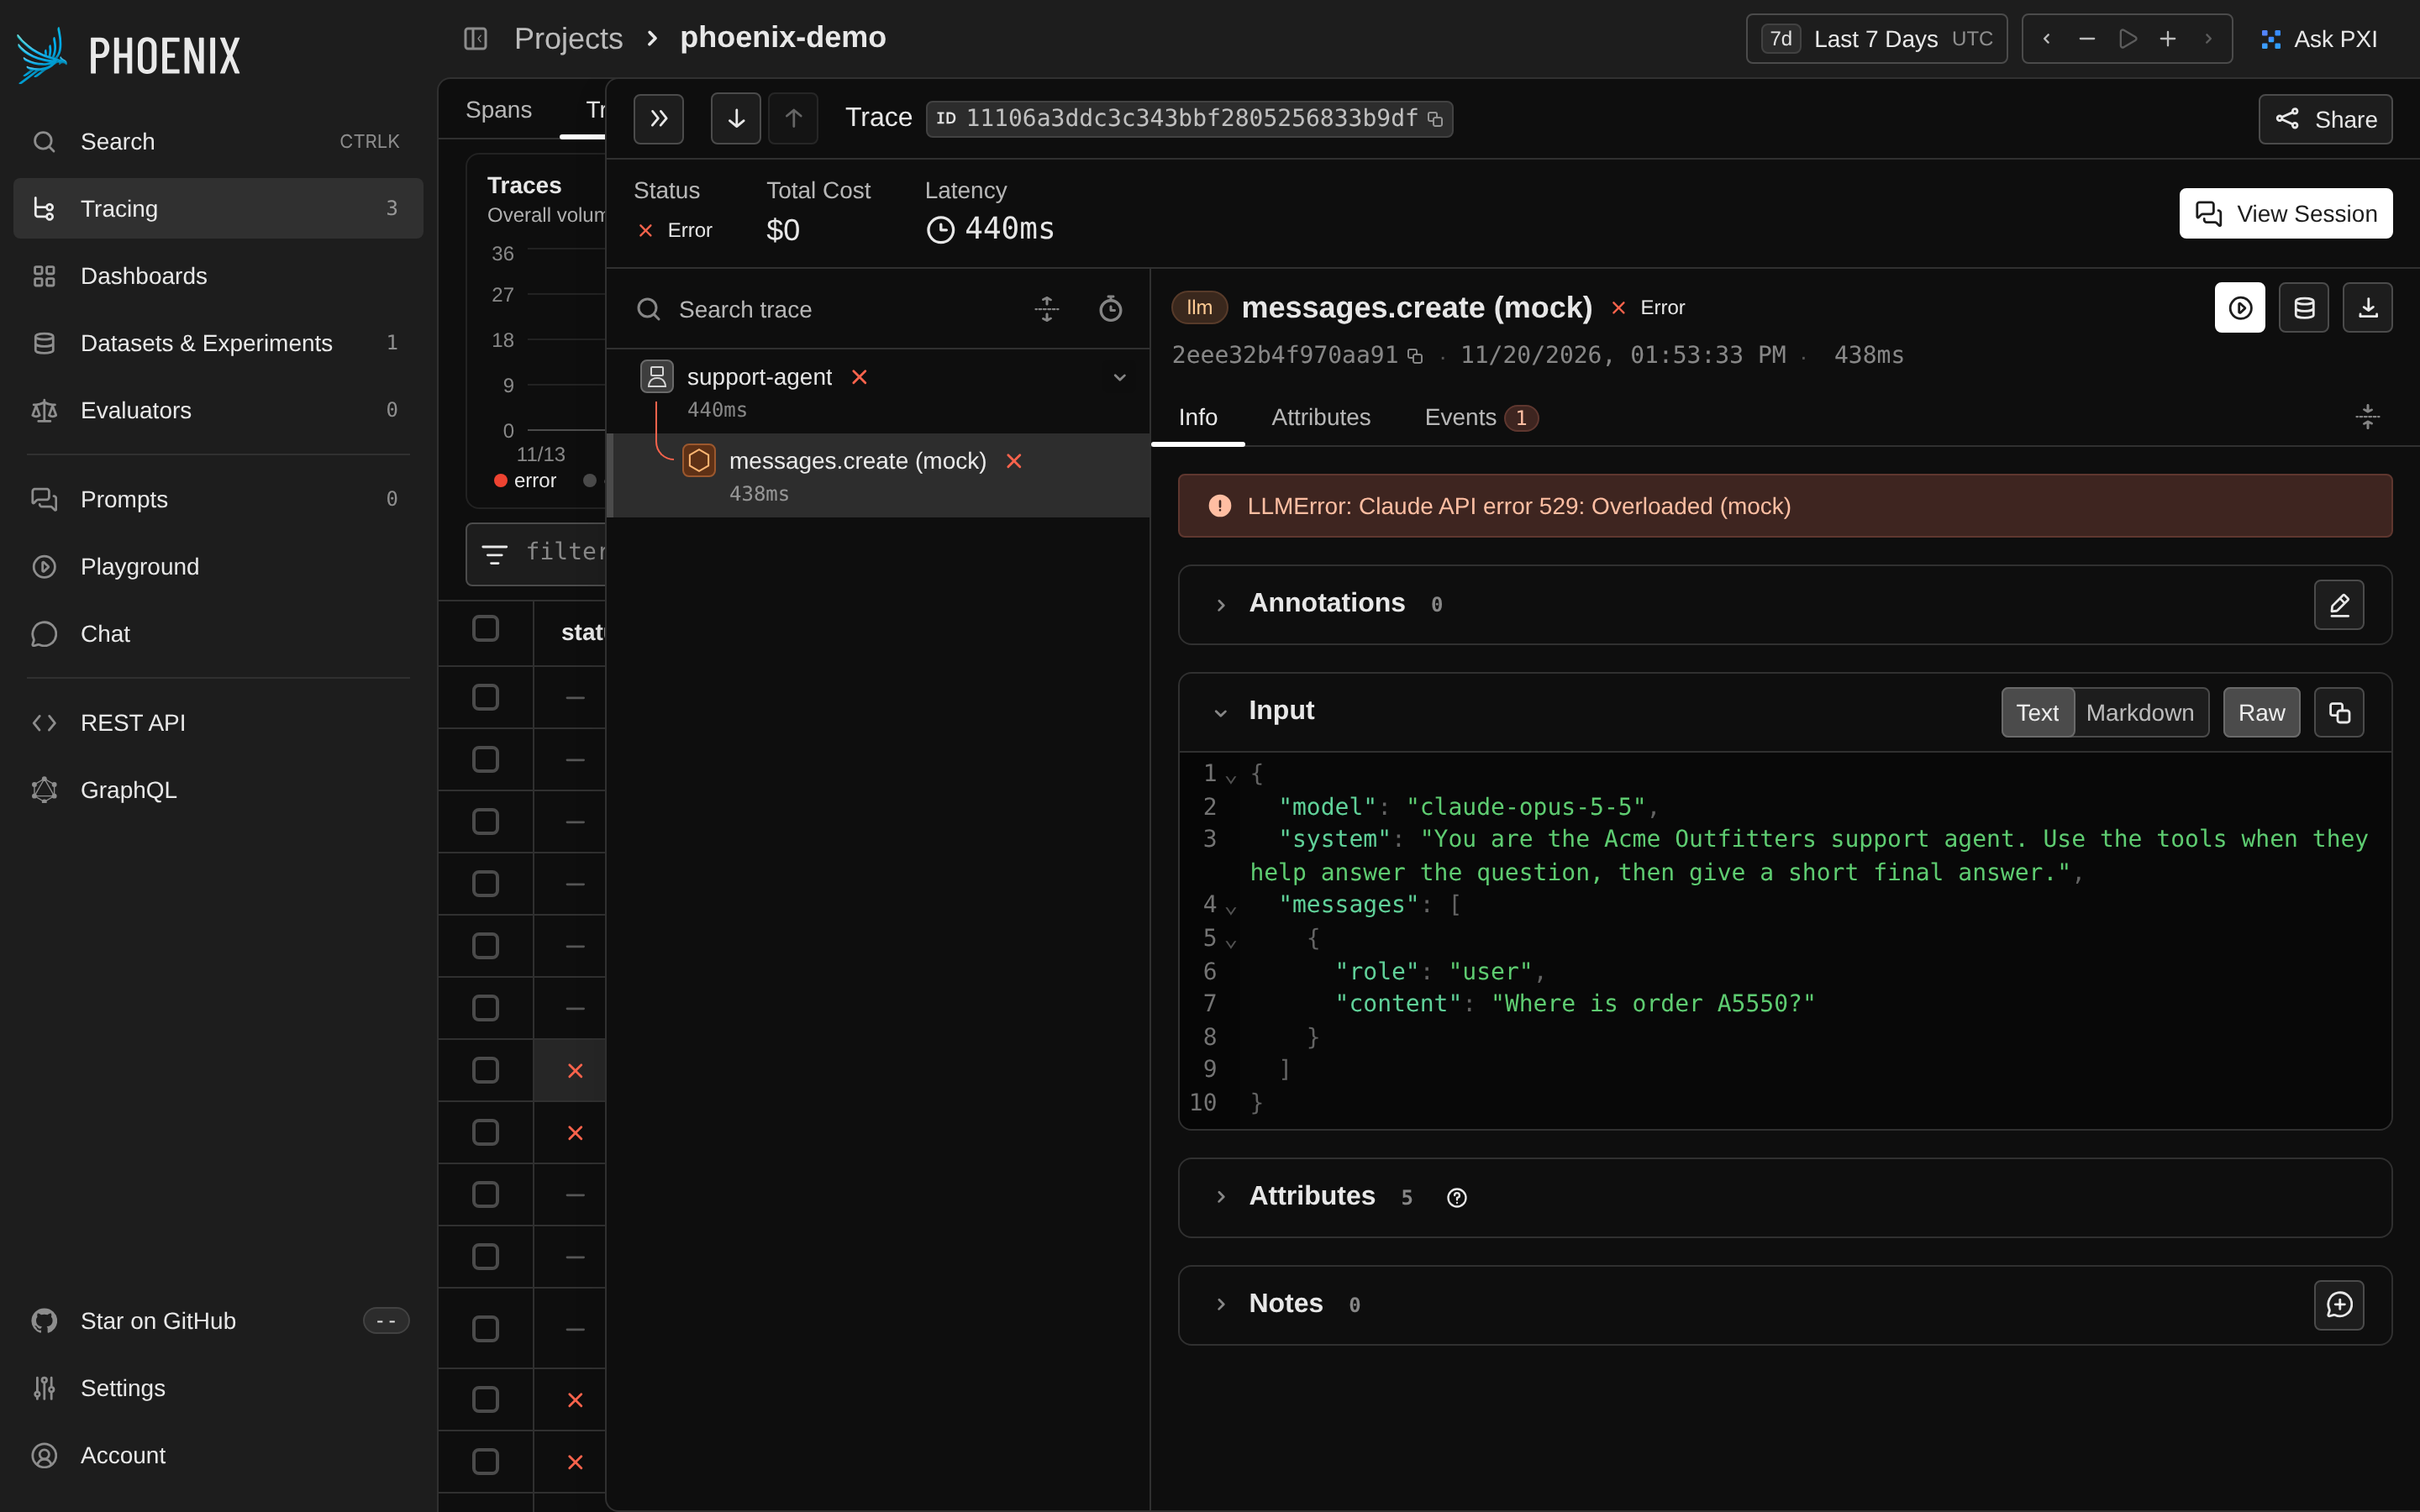 PHOENIX
Projects
phoenix-demo
7d Last 7 Days UTC
Ask PXI
Search CTRLK
Tracing 3
Dashboards
Datasets & Experiments 1
Evaluators 0
Prompts 0
Playground
Chat
REST API
GraphQL
Star on GitHub --
Settings
Account
Spans
Traces
Overall
36
27
18
9
0
11/13
error
filter
Trace ID 11106a3ddc3c343bbf2805256833b9df
Share
Status
Error
Total Cost
$0
Latency
440ms
View Session
Search trace
support-agent
440ms
messages.create (mock)
438ms
llm messages.create (mock) Error
2eee32b4f970aa91 · 11/20/2026, 01:53:33 PM · 438ms
Info
Attributes
Events 1
LLMError: Claude API error 529: Overloaded (mock)
Annotations 0
Input
Text Markdown Raw
1 {
2 "model": "claude-opus-5-5",
3 "system": "You are the Acme Outfitters support agent. Use the tools when they
help answer the question, then give a short final answer.",
4 "messages": [
5 {
6 "role": "user",
7 "content": "Where is order A5550?"
8 }
9 ]
10 }
Attributes 5
Notes 0